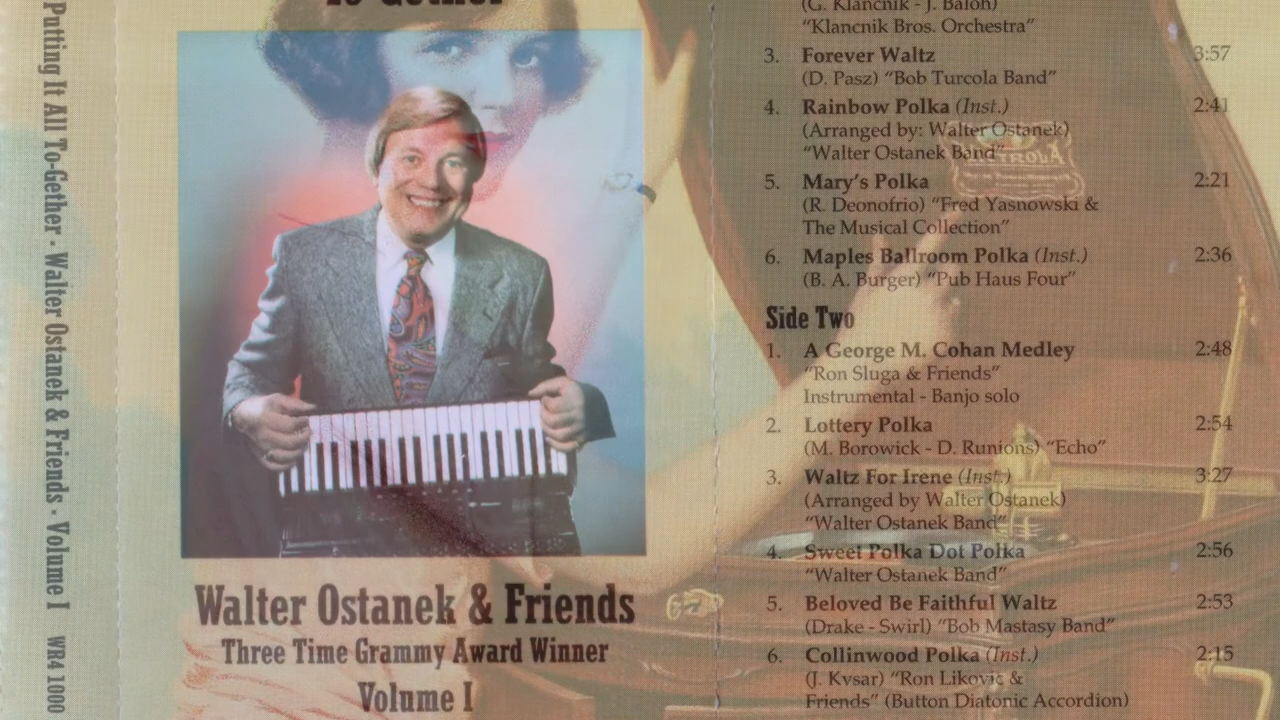 Putting It All To-Gether - Walter Ostanek & Friends - Volume I WR4 1000
To-Gether
Walter Ostanek & Friends
Three Time Grammy Award Winner
Volume I
(G. Klancnik - J. Baloh)
“Klancnik Bros. Orchestra”
3. Forever Waltz 3:57
(D. Pasz) “Bob Turcola Band”
4. Rainbow Polka (Inst.) 2:41
(Arranged by: Walter Ostanek)
“Walter Ostanek Band”
5. Mary’s Polka 2:21
(R. Deonofrio) “Fred Yasnowski &
The Musical Collection”
6. Maples Ballroom Polka (Inst.) 2:36
(B. A. Burger) “Pub Haus Four”
Side Two
1. A George M. Cohan Medley 2:48
“Ron Sluga & Friends”
Instrumental - Banjo solo
2. Lottery Polka 2:54
(M. Borowick - D. Runions) “Echo”
3. Waltz For Irene (Inst.) 3:27
(Arranged by Walter Ostanek)
“Walter Ostanek Band”
4. Sweet Polka Dot Polka 2:56
“Walter Ostanek Band”
5. Beloved Be Faithful Waltz 2:53
(Drake - Swirl) “Bob Mastasy Band”
6. Collinwood Polka (Inst.) 2:15
(J. Kvsar) “Ron Likovic &
Friends” (Button Diatonic Accordion)